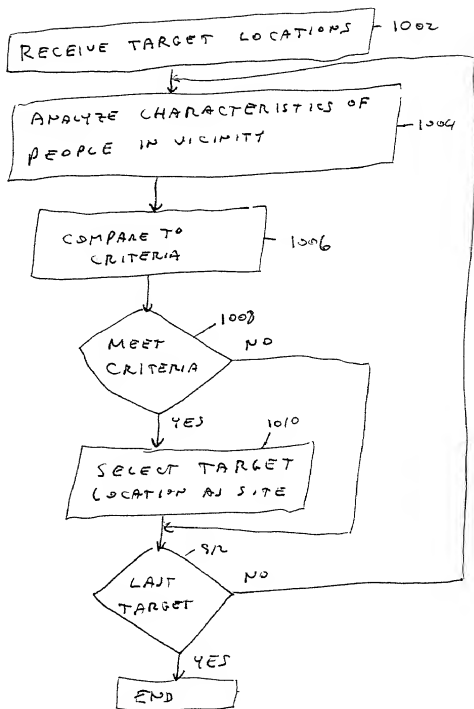 RECEIVE TARGET LOCATIONS
1002
ANALYZE CHARACTERISTICS OF
PEOPLE IN VICINITY
1004
COMPARE TO
CRITERIA
1006
1008
MEET
CRITERIA
NO
YES
1010
SELECT TARGET
LOCATION AS SITE
912
LAST
TARGET
NO
YES
END